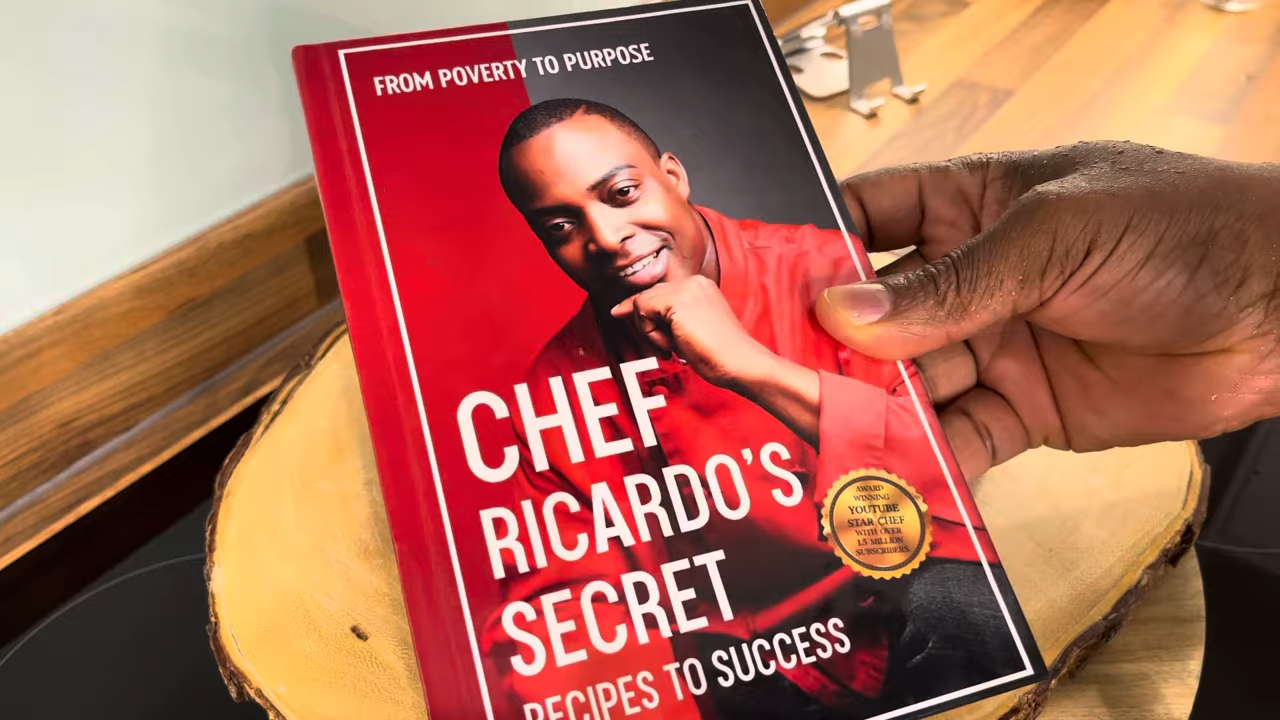 FROM POVERTY TO PURPOSE
CHEF
RICARDO'S
SECRET
RECIPES TO SUCCESS
AWARD
WINNING
YOUTUBE
STAR CHEF
WITH OVER
1.5 MILLION
SUBSCRIBERS